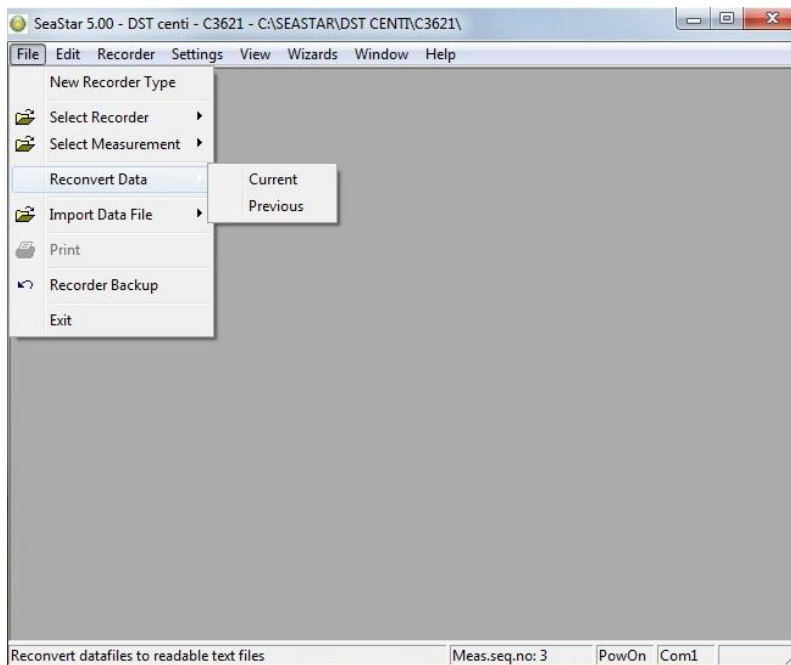 SeaStar 5.00 - DST centi - C3621 - C:\SEASTAR\DST CENTI\C3621\
File Edit Recorder Settings View Wizards Window Help
New Recorder Type
Select Recorder
Select Measurement
Reconvert Data
Current
Previous
Import Data File
Print
Recorder Backup
Exit
Reconvert datafiles to readable text files Meas.seq.no: 3 PowOn Com1